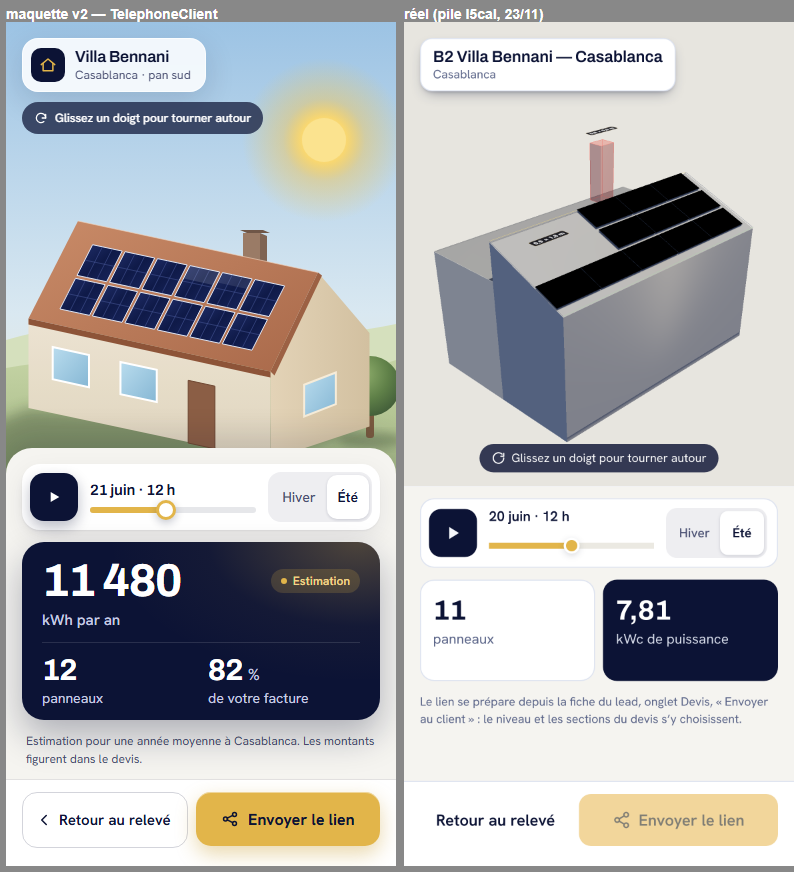 maquette v2 — TelephoneClient
Villa Bennani
Casablanca · pan sud
Glissez un doigt pour tourner autour
21 juin · 12 h
Hiver
Été
11 480
Estimation
kWh par an
12
panneaux
82 %
de votre facture
Estimation pour une année moyenne à Casablanca. Les montants
figurent dans le devis.
Retour au relevé
Envoyer le lien
réel (pile l5cal, 23/11)
B2 Villa Bennani — Casablanca
Casablanca
Glissez un doigt pour tourner autour
20 juin · 12 h
Hiver
Été
11
panneaux
7,81
kWc de puissance
Le lien se prépare depuis la fiche du lead, onglet Devis, « Envoyer
au client » : le niveau et les sections du devis s’y choisissent.
Retour au relevé
Envoyer le lien